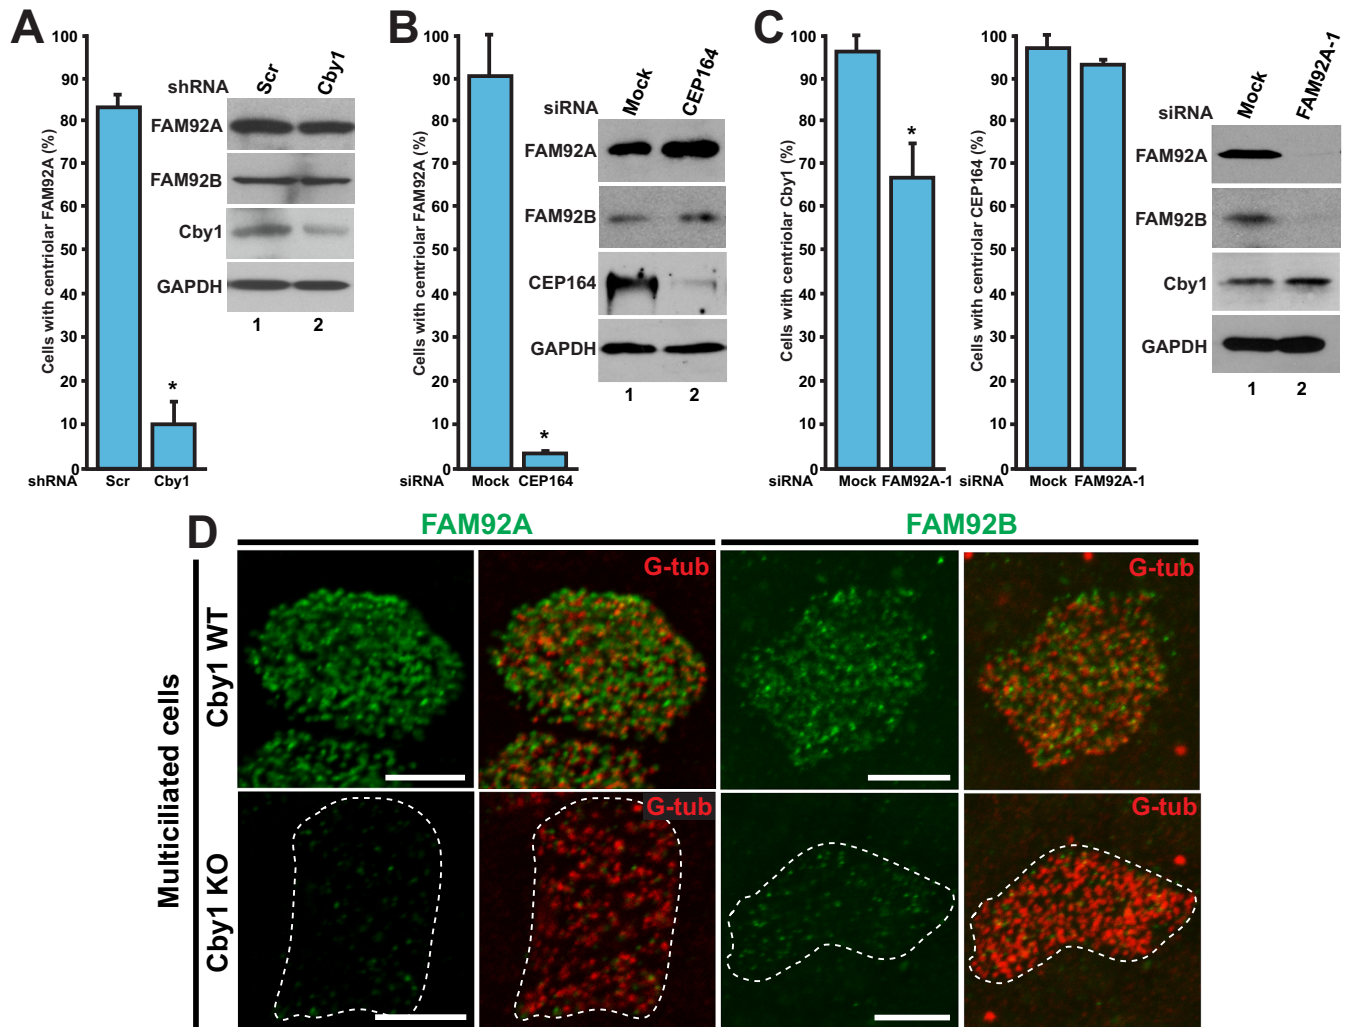 A
Cells with centriolar FAM92A (%)
100
90
80
70
60
50
40
30
20
10
0
*
shRNA Scr Cby1
shRNA Scr Cby1
FAM92A
FAM92B
Cby1
GAPDH
1 2
B
Cells with centriolar FAM92A (%)
100
90
80
70
60
50
40
30
20
10
0
*
siRNA Mock CEP164
siRNA Mock CEP164
FAM92A
FAM92B
CEP164
GAPDH
1 2
C
Cells with centriolar Cby1 (%)
100
90
80
70
60
50
40
30
20
10
0
*
siRNA Mock FAM92A-1
Cells with centriolar CEP164 (%)
100
90
80
70
60
50
40
30
20
10
0
siRNA Mock FAM92A-1
siRNA Mock FAM92A-1
FAM92A
FAM92B
Cby1
GAPDH
1 2
D
FAM92A FAM92B
Multiciliated cells
Cby1 WT
G-tub G-tub
Cby1 KO
G-tub G-tub